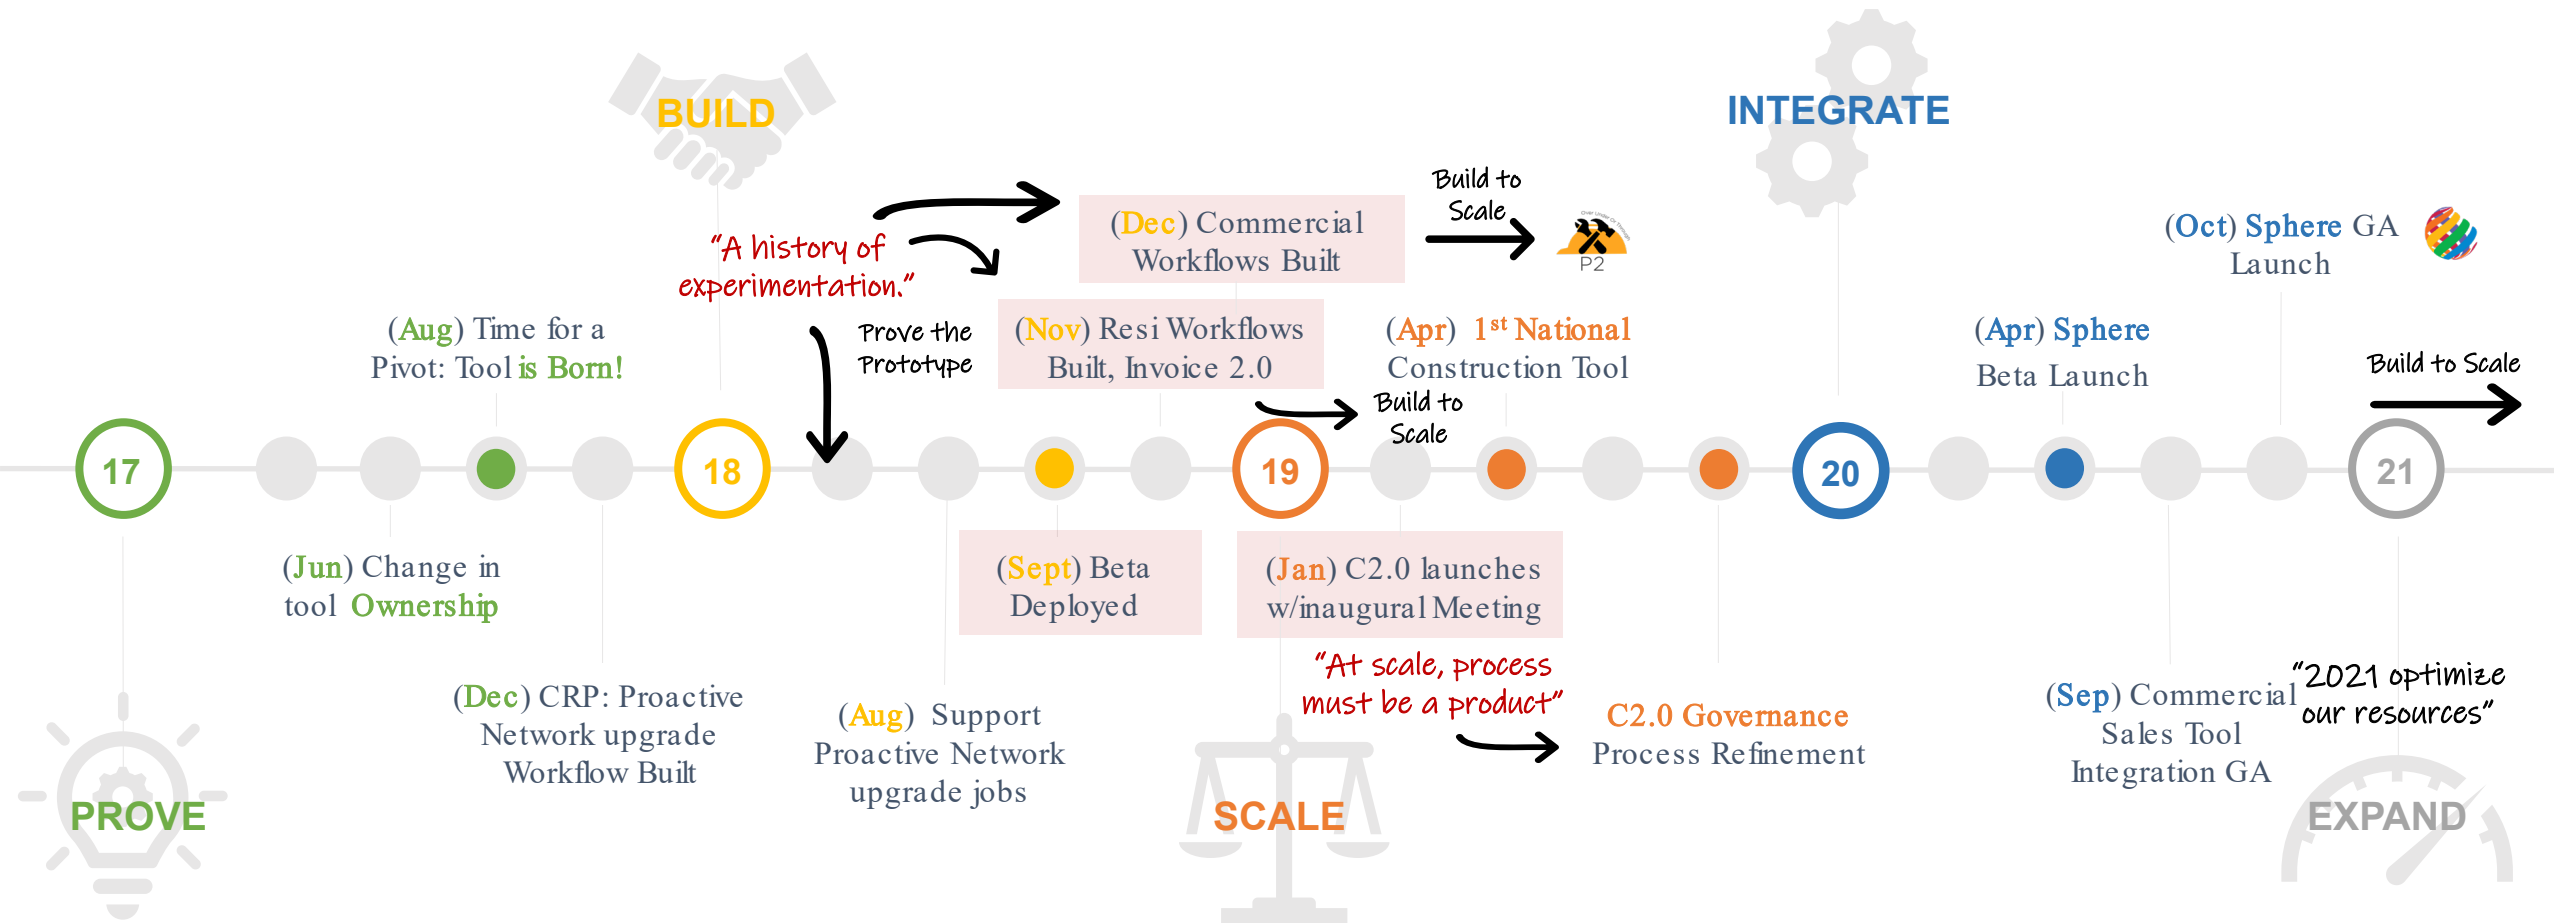 BUILD
INTEGRATE
"A history of
experimentation."
(Dec) Commercial
Workflows Built
Build to
Scale
Over Under Or Through
P2
(Oct) Sphere GA
Launch
(Aug) Time for a
Pivot: Tool is Born!
Prove the
Prototype
(Nov) Resi Workflows
Built, Invoice 2.0
(Apr) 1st National
Construction Tool
Build to
Scale
(Apr) Sphere
Beta Launch
Build to Scale
17
18
19
20
21
(Jun) Change in
tool Ownership
(Sept) Beta
Deployed
(Jan) C2.0 launches
w/inaugural Meeting
(Dec) CRP: Proactive
Network upgrade
Workflow Built
(Aug) Support
Proactive Network
upgrade jobs
"At scale, process
must be a product"
C2.0 Governance
Process Refinement
(Sep) Commercial
Sales Tool
Integration GA
"2021 optimize
our resources"
PROVE
SCALE
EXPAND